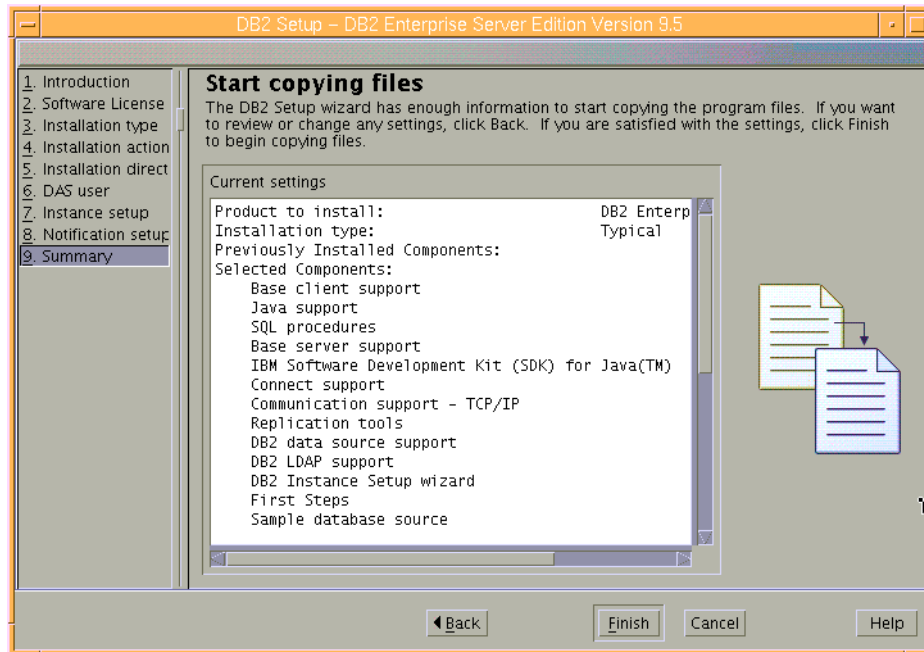 DB2 Setup – DB2 Enterprise Server Edition Version 9.5
1. Introduction
2. Software License
3. Installation type
4. Installation action
5. Installation direct
6. DAS user
7. Instance setup
8. Notification setup
9. Summary
Start copying files
The DB2 Setup wizard has enough information to start copying the program files. If you want
to review or change any settings, click Back. If you are satisfied with the settings, click Finish
to begin copying files.
Current settings
Product to install: DB2 Enterp
Installation type: Typical
Previously Installed Components:
Selected Components:
Base client support
Java support
SQL procedures
Base server support
IBM Software Development Kit (SDK) for Java(TM)
Connect support
Communication support – TCP/IP
Replication tools
DB2 data source support
DB2 LDAP support
DB2 Instance Setup wizard
First Steps
Sample database source
Back Finish Cancel Help